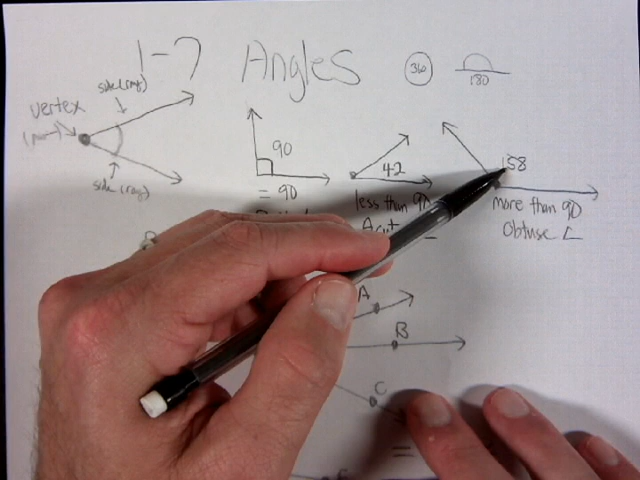 1-7 Angles
360
180
side (ray)
vertex
side (ray)
90
= 90
42
less than 90
158
more than 90
Obtuse ∠
A
B
C
=